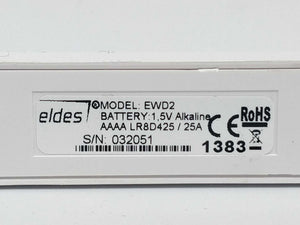 eldes®
MODEL: EWD2
BATTERY:1,5V Alkaline
AAAA LR8D425 / 25A
S/N: 032051
CE RoHS
1383